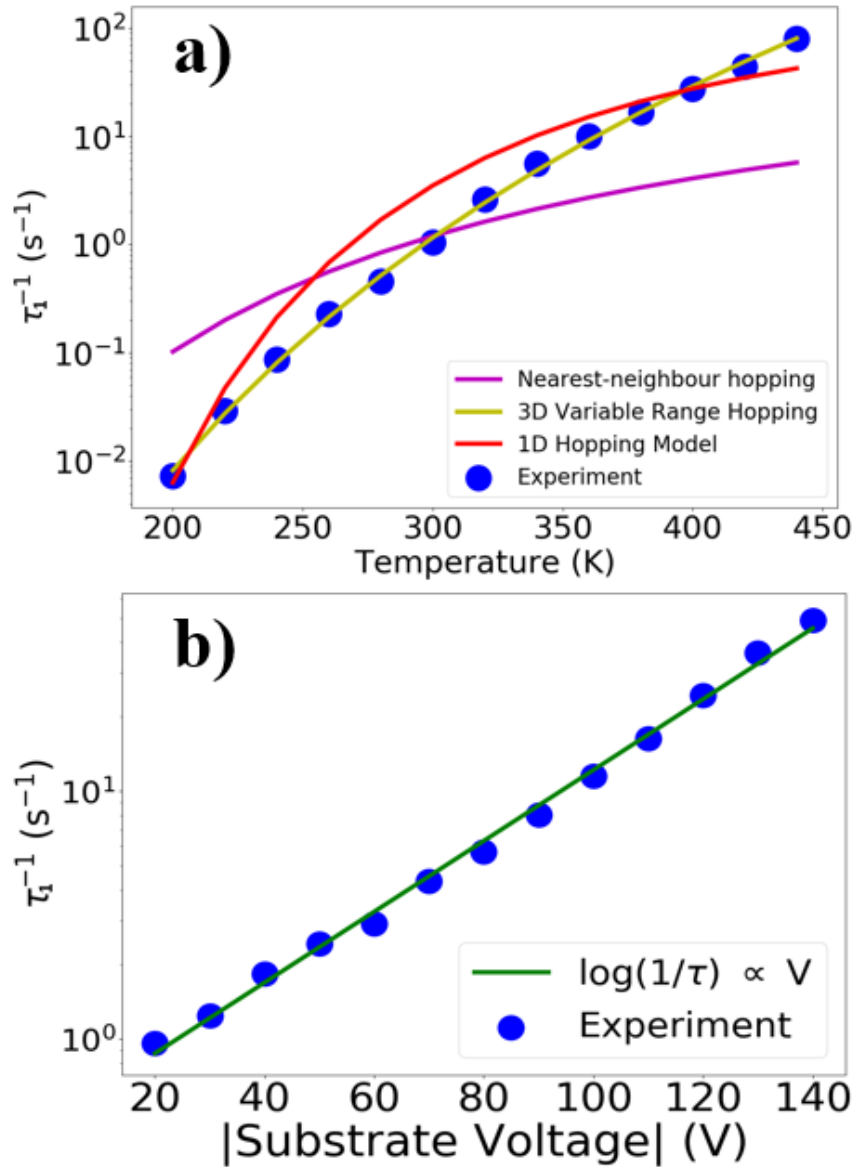 a)
10²
10¹
10⁰
10⁻¹
10⁻²
τ₁⁻¹ (s⁻¹)
Nearest-neighbour hopping
3D Variable Range Hopping
1D Hopping Model
Experiment
200 250 300 350 400 450
Temperature (K)
b)
10¹
10⁰
τ₁⁻¹ (s⁻¹)
log(1/τ) ∝ V
Experiment
20 40 60 80 100 120 140
|Substrate Voltage| (V)